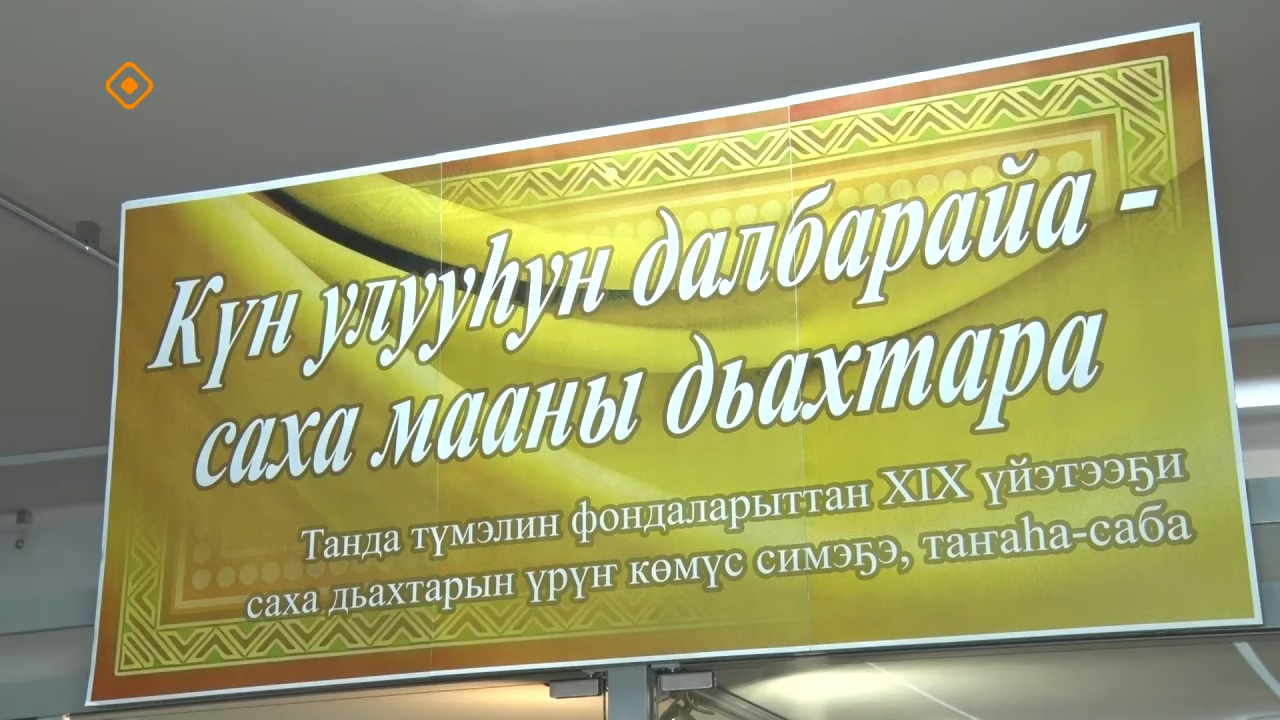 Күн улууһун далбарайа -
саха мааны дьахтара
Танда түмэлин фондаларыттан XIX үйэтээҕи
саха дьахтарын үрүҥ көмүс симэҕэ, таҥаһа-саба